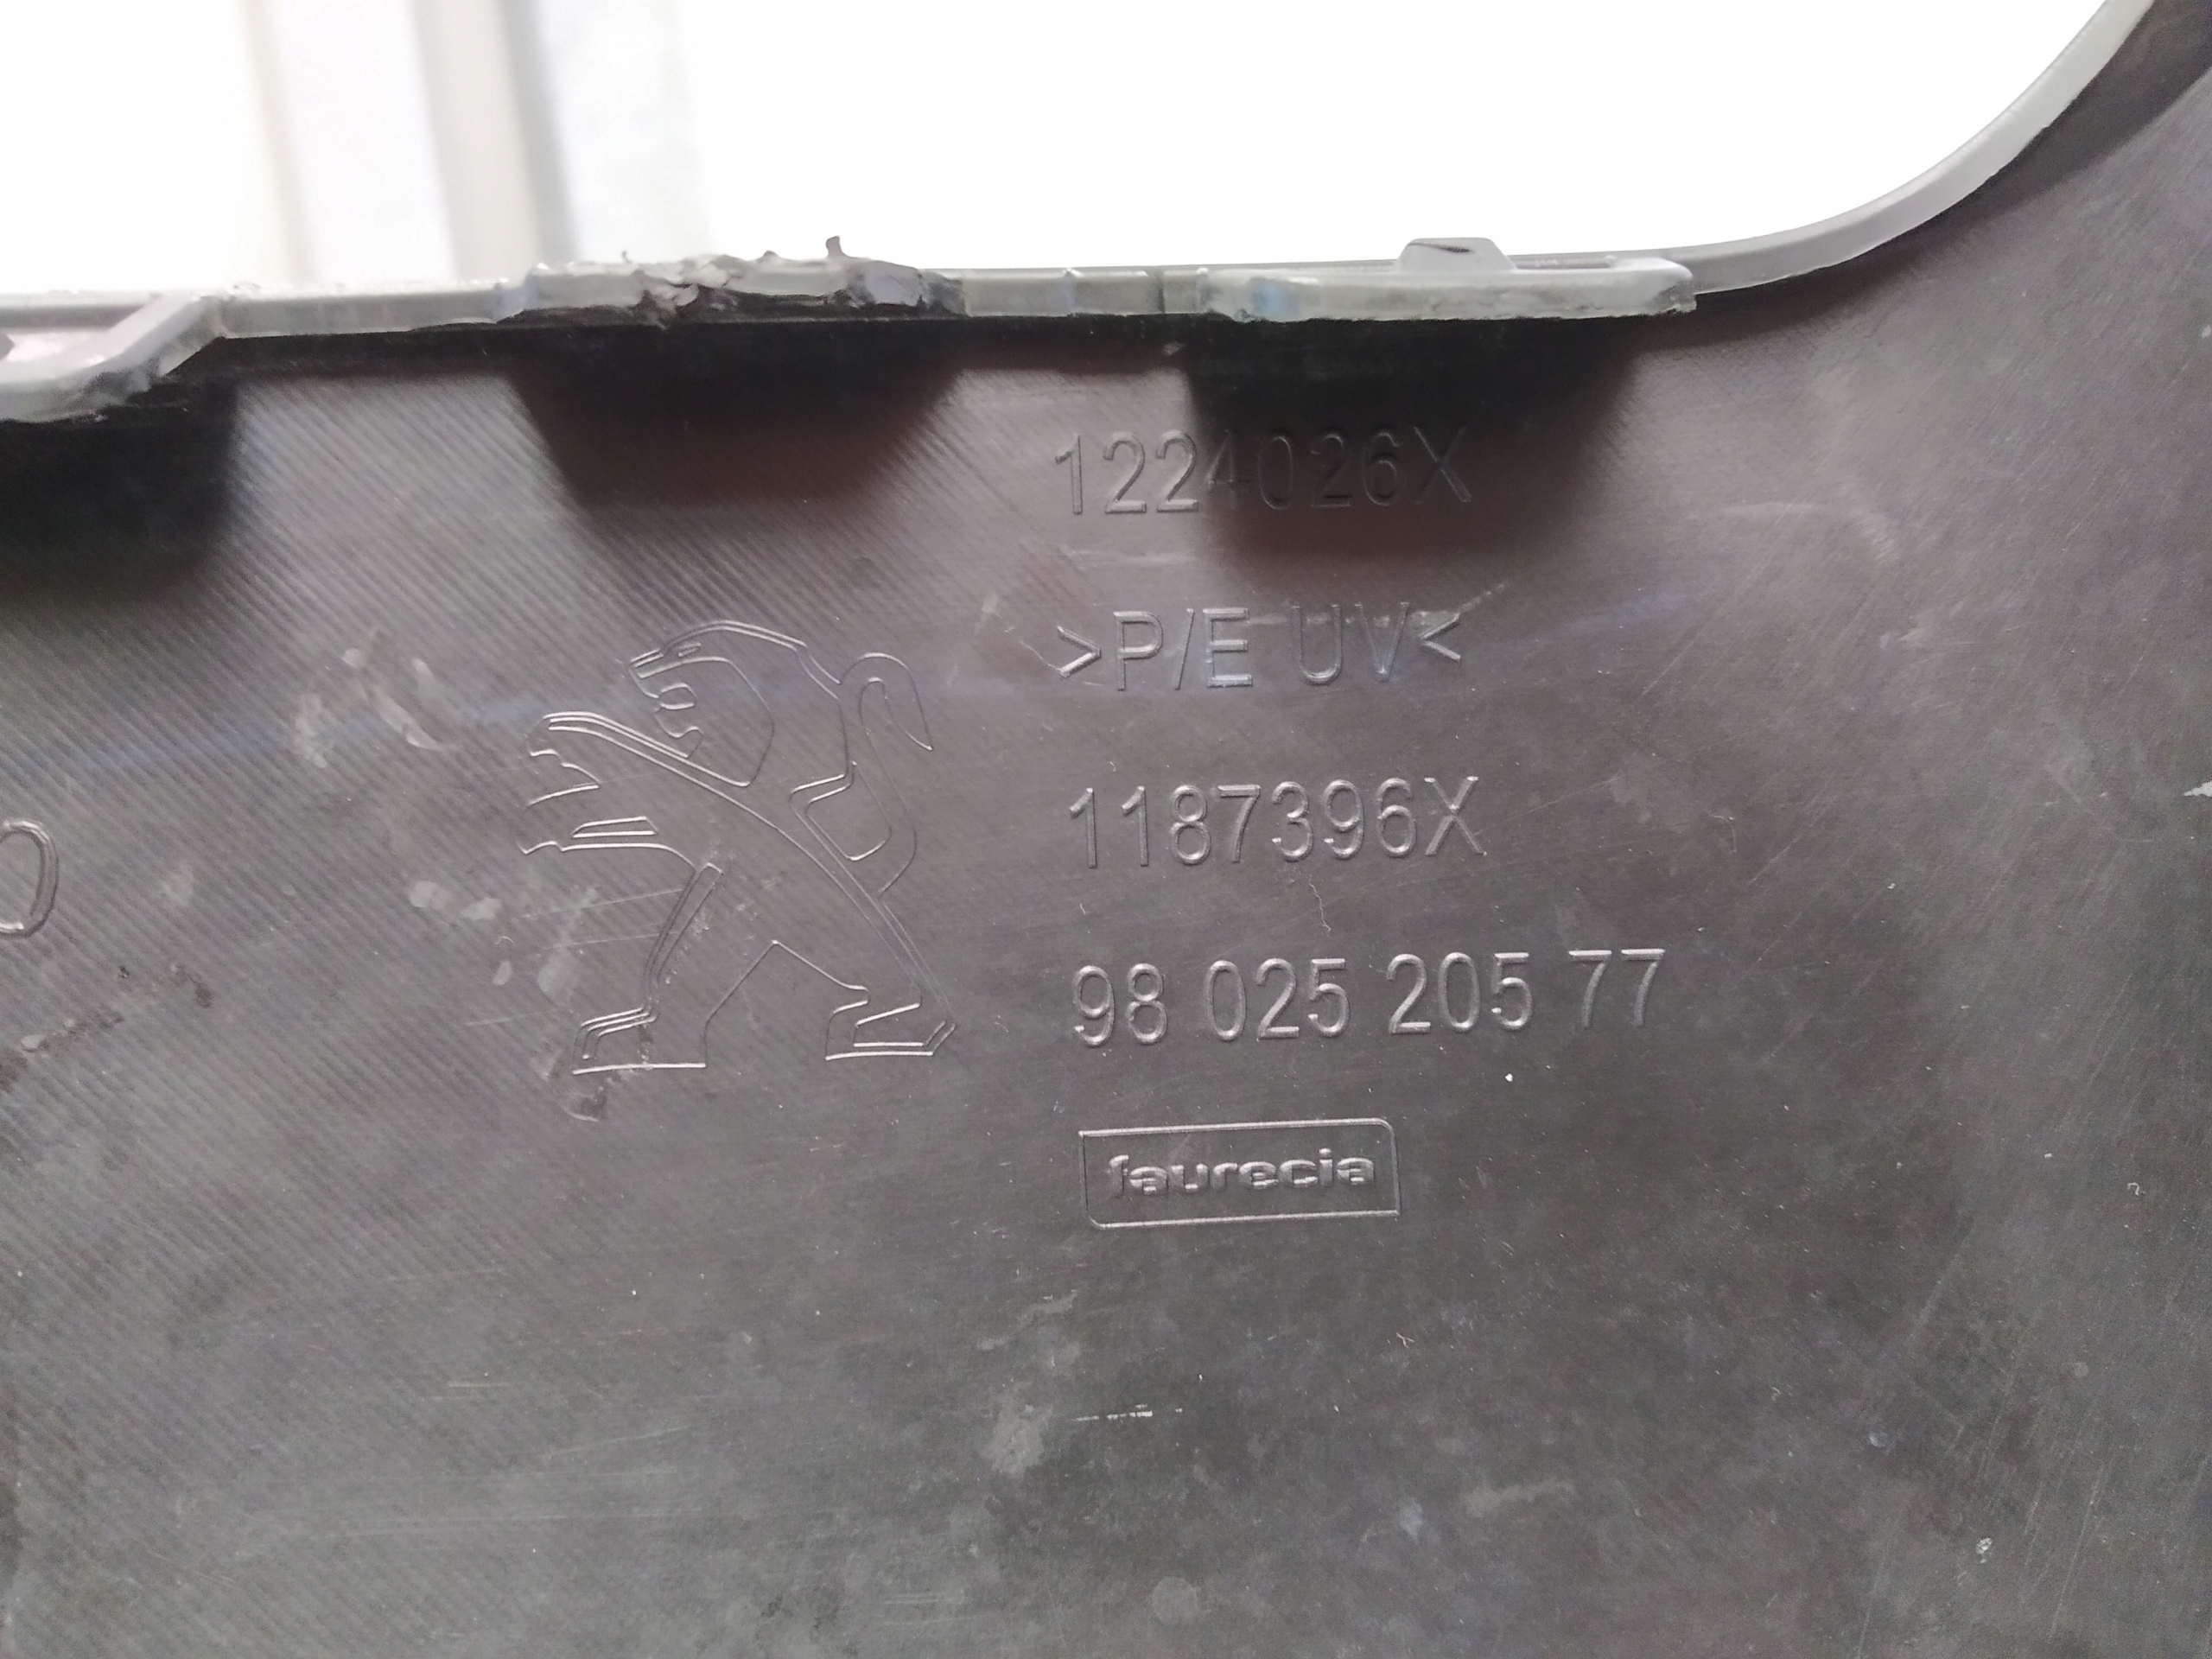 1224026X
>P/E UV<
1187396X
98 025 205 77
faurecia